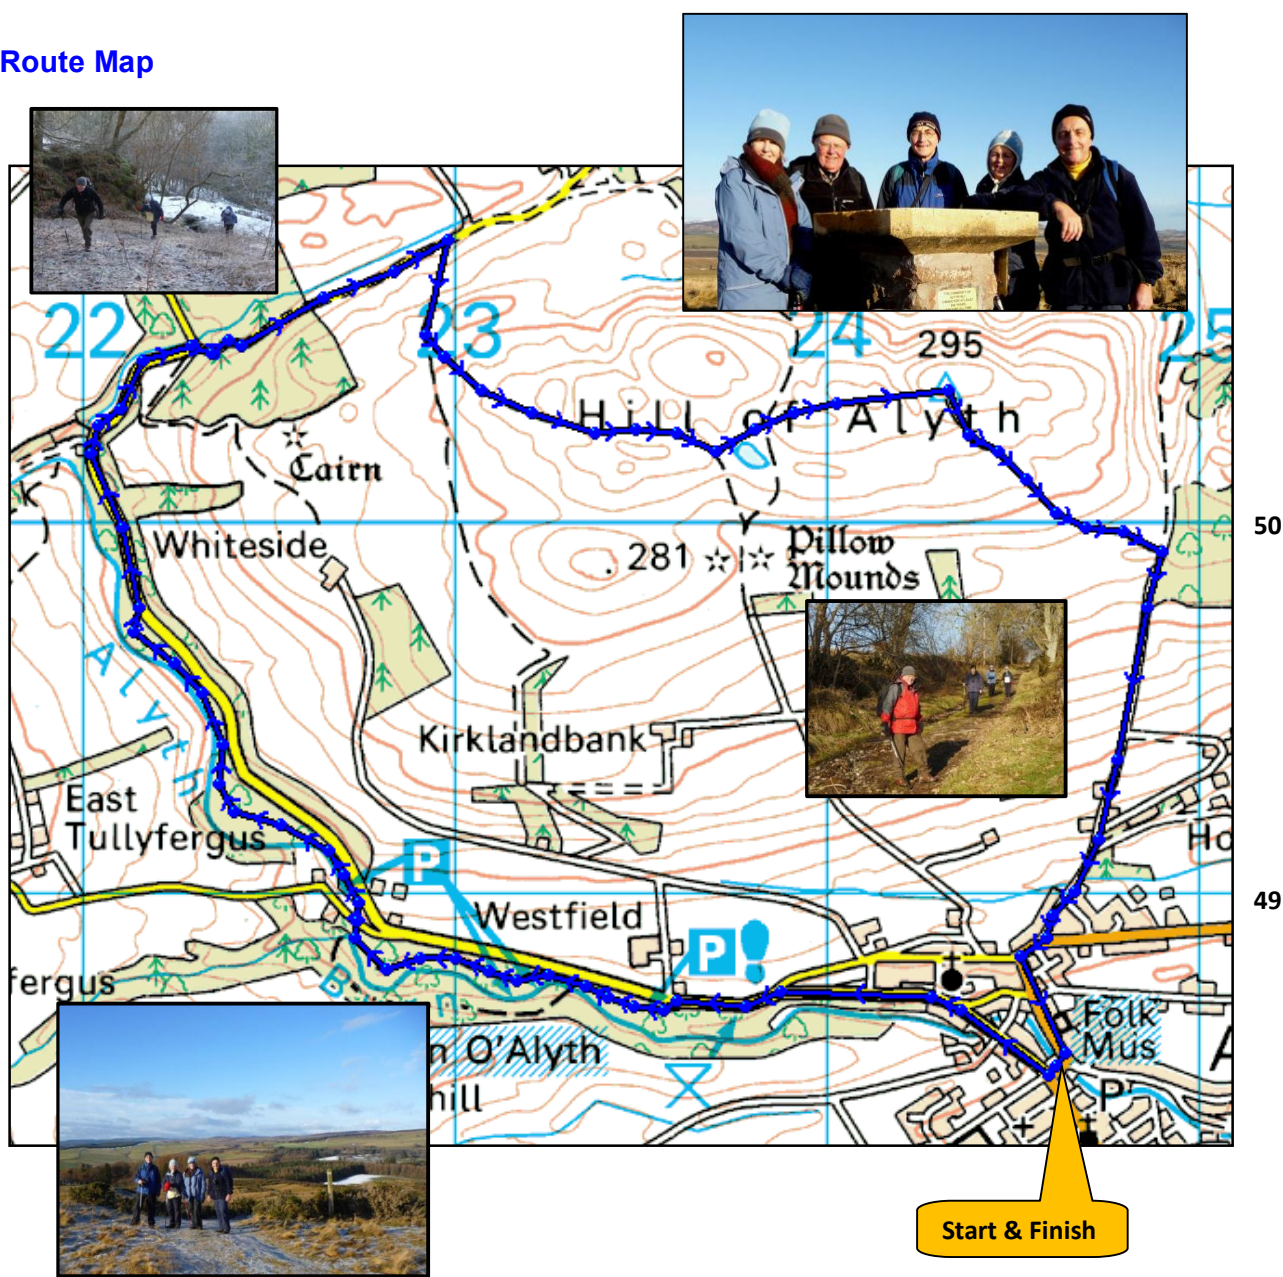 Route Map
22
23
24
25
295
Hill of Alyth
Cairn
50
Whiteside
281
Pillow
Mounds
Alyth
Kirklandbank
East
Tullyfergus
Ho
P
49
Westfield
P
fergus
B
n
Folk
Mus
n O'Alyth
A
hill
P
Start & Finish